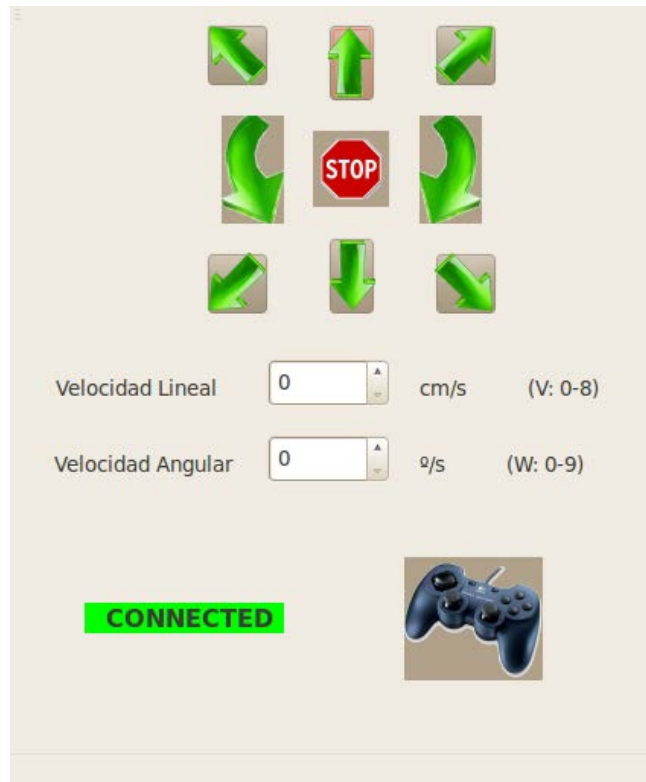 STOP
Velocidad Lineal 0 cm/s (V: 0-8)
Velocidad Angular 0 º/s (W: 0-9)
CONNECTED